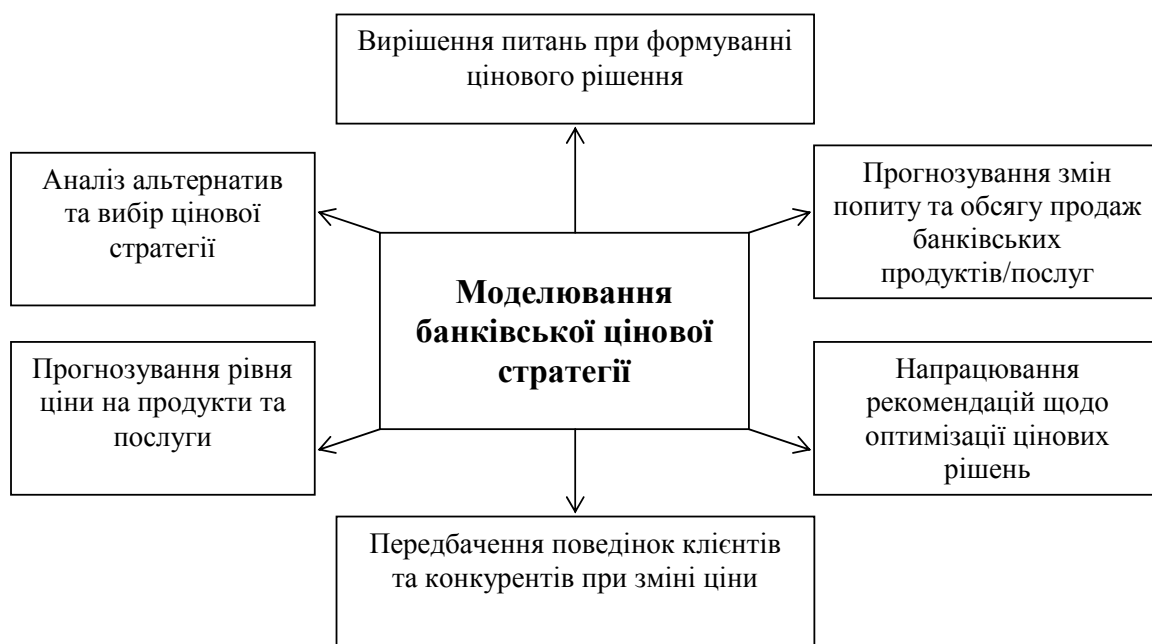 Вирішення питань при формуванні
цінового рішення
Аналіз альтернатив
та вибір цінової
стратегії
Прогнозування змін
попиту та обсягу продаж
банківських
продуктів/послуг
Моделювання
банківської цінової
стратегії
Прогнозування рівня
ціни на продукти та
послуги
Напрацювання
рекомендацій щодо
оптимізації цінових
рішень
Передбачення поведінок клієнтів
та конкурентів при зміні ціни